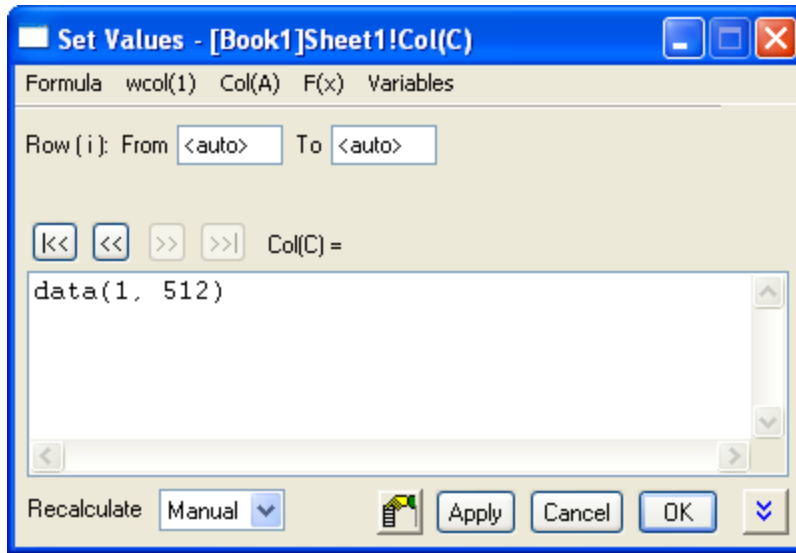 Set Values - [Book1]Sheet1!Col(C)
Formula wcol(1) Col(A) F(x) Variables
Row (i): From <auto> To <auto>
|<< << >> >>| Col(C) =
data(1, 512)
Recalculate Manual Apply Cancel OK